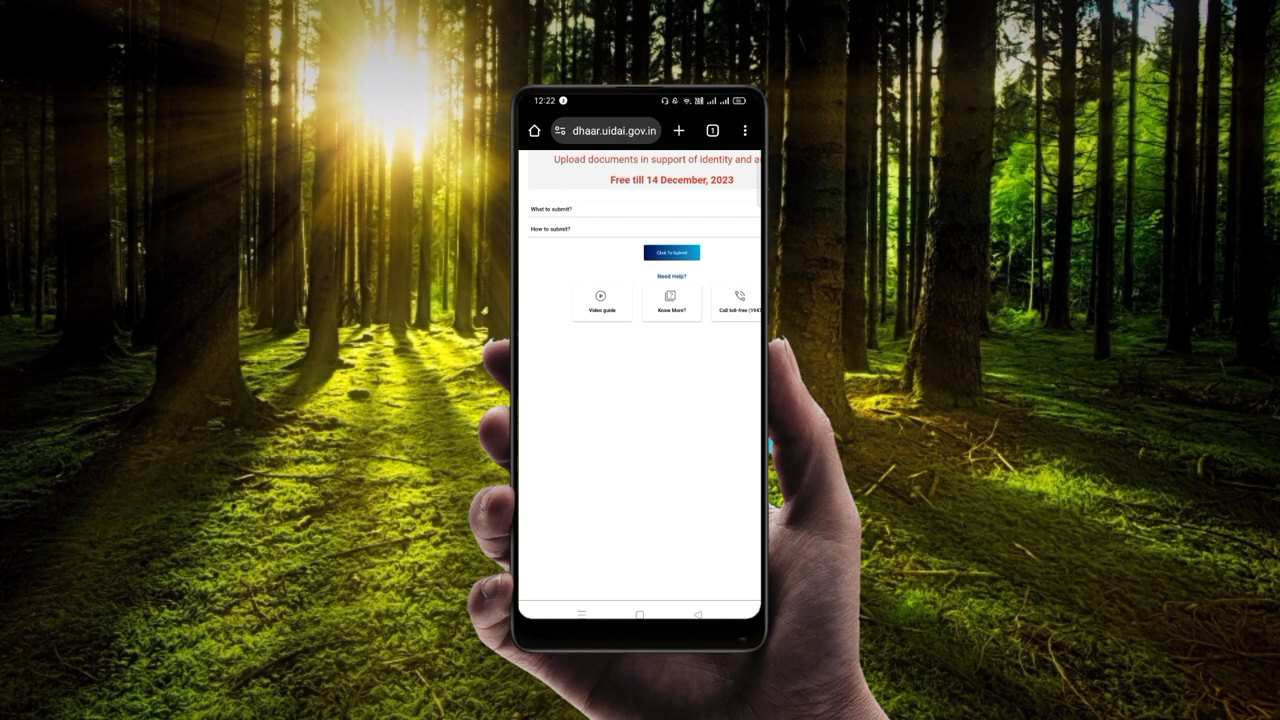 12:22
dhaar.uidai.gov.in
1
Upload documents in support of identity and a
Free till 14 December, 2023
What to submit?
How to submit?
Click To Submit
Need Help?
Video guide
Know More?
Call toll-free (194